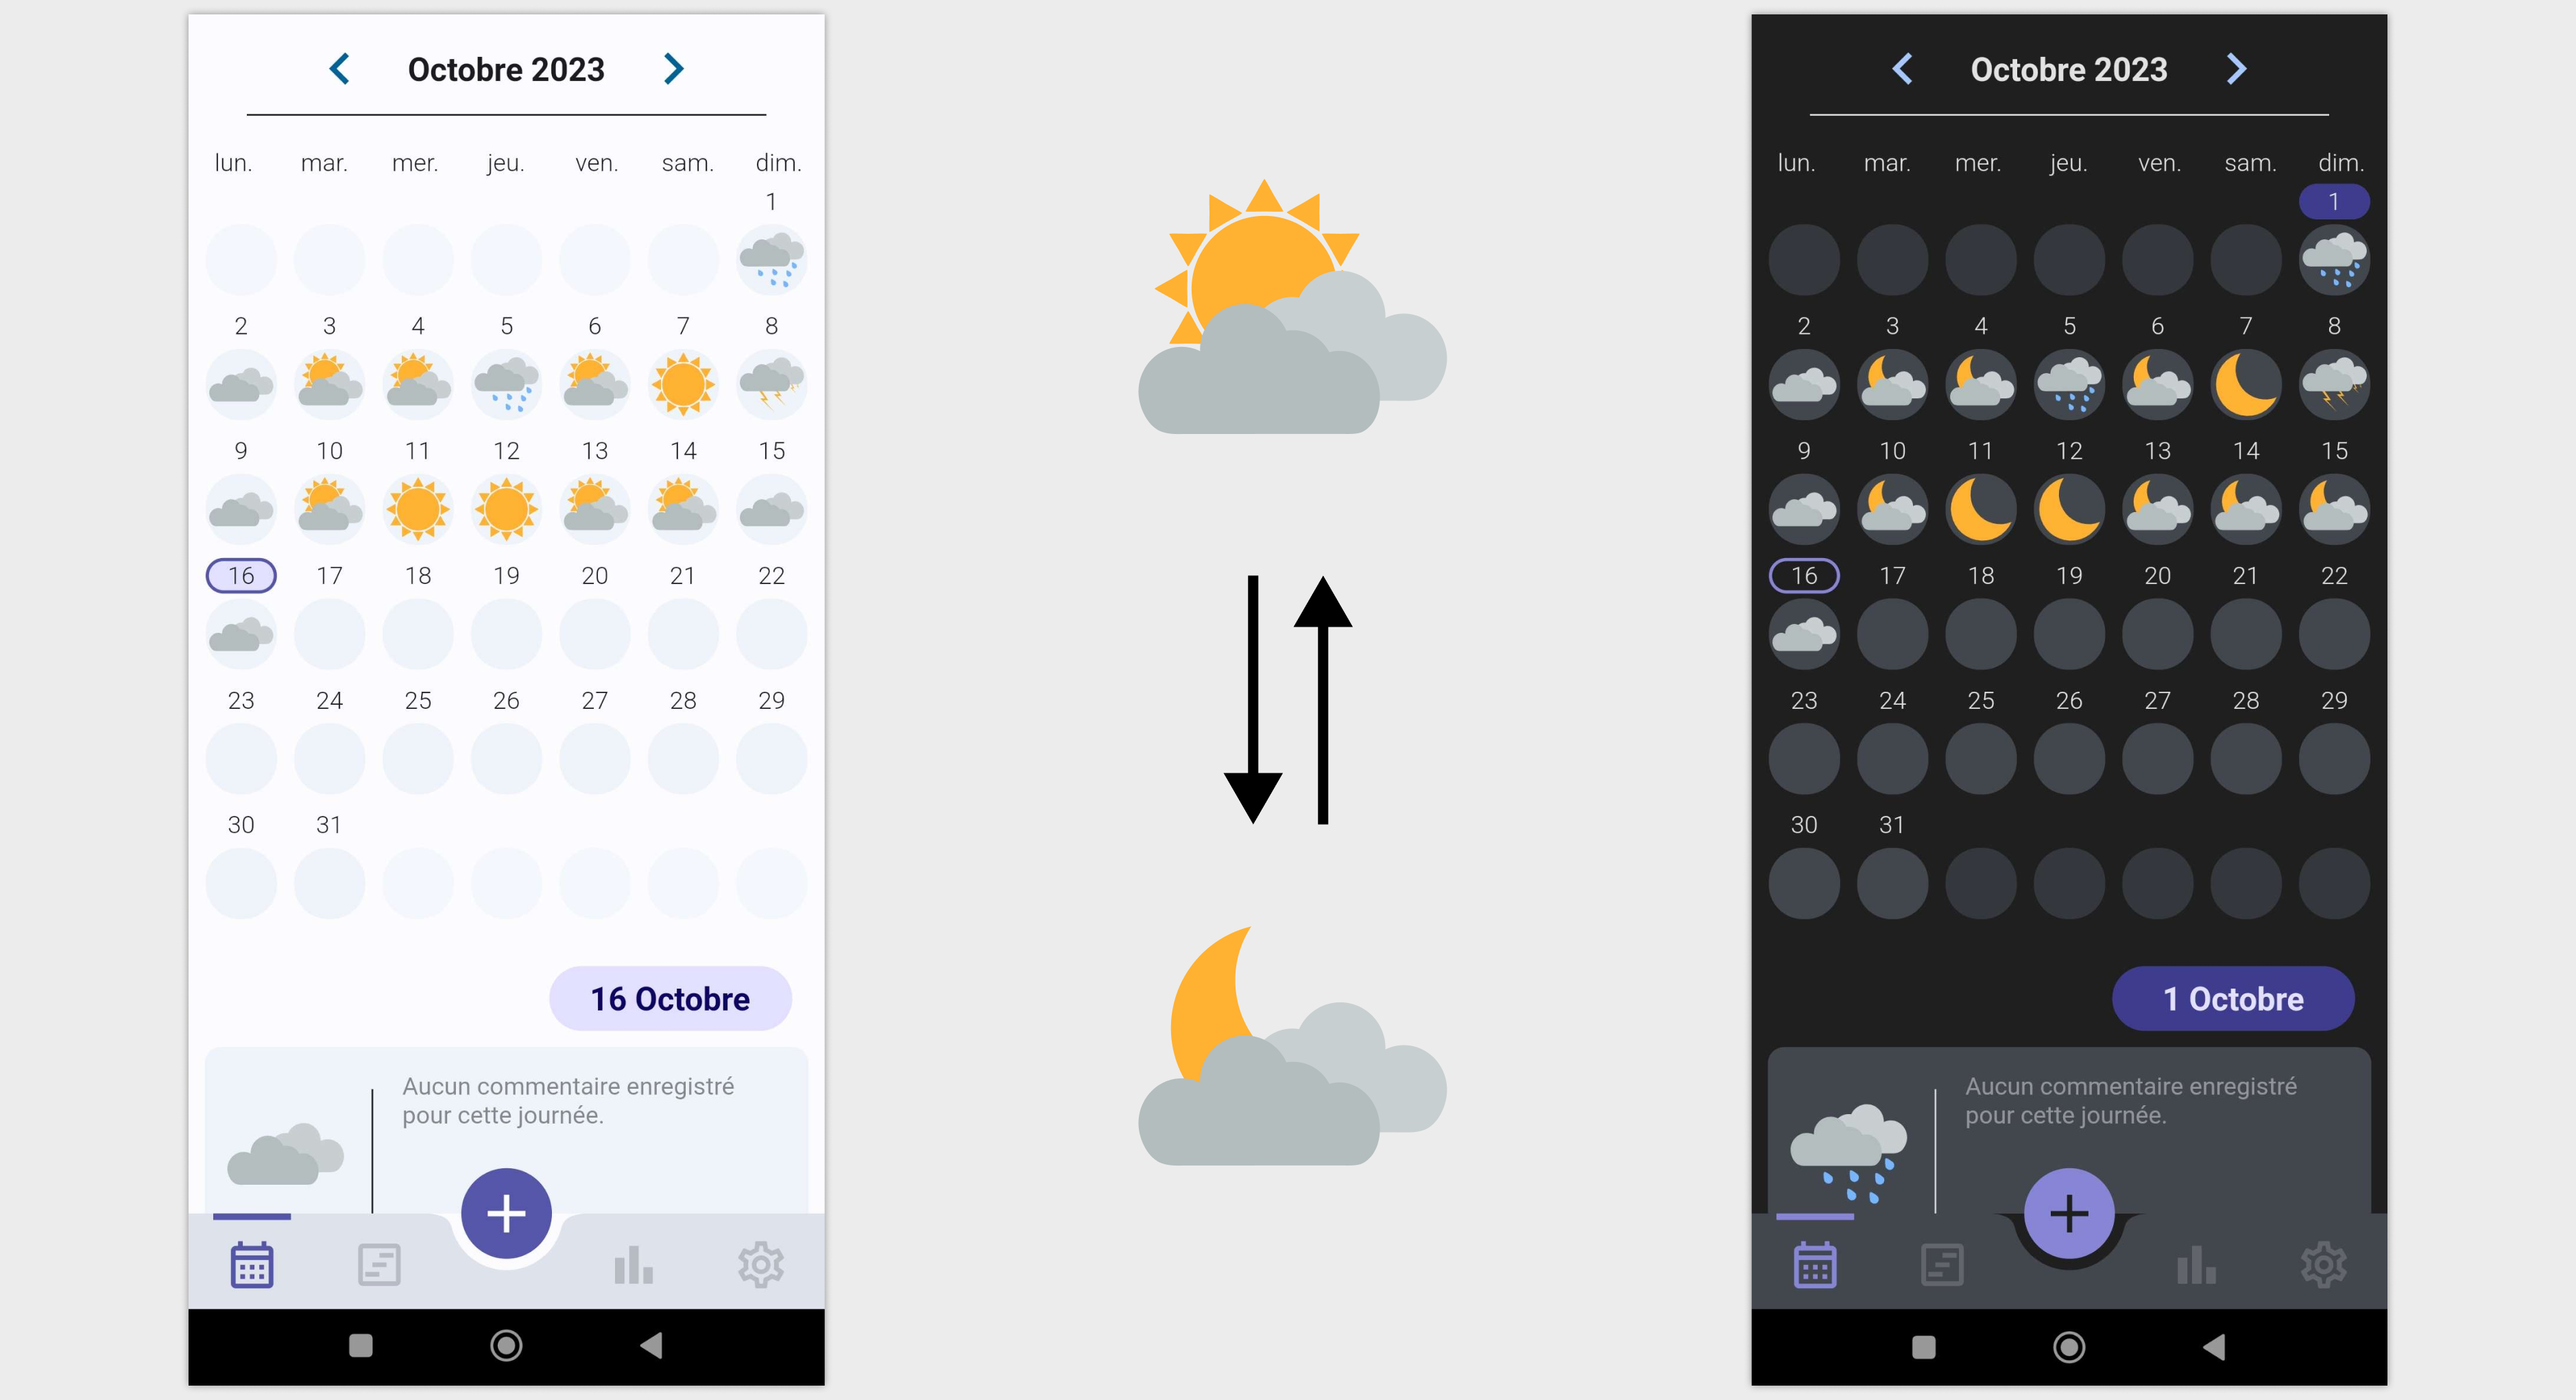 Octobre 2023
lun. mar. mer. jeu. ven. sam. dim.
1
2 3 4 5 6 7 8
9 10 11 12 13 14 15
16 17 18 19 20 21 22
23 24 25 26 27 28 29
30 31
16 Octobre
Aucun commentaire enregistré
pour cette journée.
Octobre 2023
lun. mar. mer. jeu. ven. sam. dim.
1
2 3 4 5 6 7 8
9 10 11 12 13 14 15
16 17 18 19 20 21 22
23 24 25 26 27 28 29
30 31
1 Octobre
Aucun commentaire enregistré
pour cette journée.